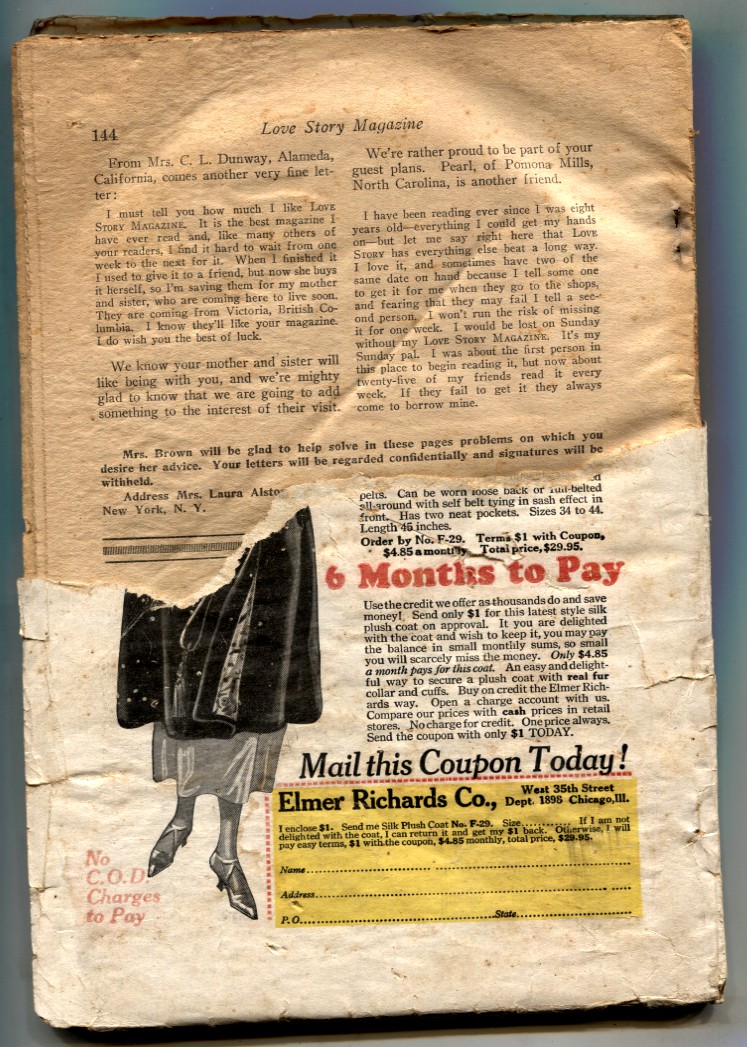 144
Love Story Magazine
From Mrs. C. L. Dunway, Alameda,
California, comes another very fine let-
ter:
I must tell you how much I like LOVE
STORY MAGAZINE. It is the best magazine I
have ever read and, like many others of
your readers, I find it hard to wait from one
week to the next for it. When I finished it
I used to give it to a friend, but now she buys
it herself, so I'm saving them for my mother
and sister, who are coming here to live soon.
They are coming from Victoria, British Co-
lumbia. I know they'll like your magazine.
I do wish you the best of luck.
We know your mother and sister will
like being with you, and we're mighty
glad to know that we are going to add
something to the interest of their visit.
We're rather proud to be part of your
guest plans. Pearl, of Pomona Mills,
North Carolina, is another friend.
I have been reading ever since I was eight
years old—everything I could get my hands
on—but let me say right here that LOVE
STORY has everything else beat a long way.
I love it, and sometimes have two of the
same date on hand because I tell some one
to get it for me when they go to the shops,
and fearing that they may fail I tell a sec-
ond person. I won't run the risk of missing
it for one week. I would be lost on Sunday
without my LOVE STORY MAGAZINE. It's my
Sunday pal. I was about the first person in
this place to begin reading it, but now about
twenty-five of my friends read it every
week. If they fail to get it they always
come to borrow mine.
Mrs. Brown will be glad to help solve in these pages problems on which you
desire her advice. Your letters will be regarded confidentially and signatures will be
withheld.
Address Mrs. Laura Alsto
New York, N. Y.
pelts. Can be worn loose back or full-belted
all-around with self belt tying in sash effect in
front. Has two neat pockets. Sizes 34 to 44.
Length 45 inches.
Order by No. F-29. Terms $1 with Coupon,
$4.85 a monthly Total price, $29.95.
6 Months to Pay
Use the credit we offer as thousands do and save
money! Send only $1 for this latest style silk
plush coat on approval. It you are delighted
with the coat and wish to keep it, you may pay
the balance in small monthly sums, so small
you will scarcely miss the money. Only $4.85
a month pays for this coat. An easy and delight-
ful way to secure a plush coat with real fur
collar and cuffs. Buy on credit the Elmer Rich-
ards way. Open a charge account with us.
Compare our prices with cash prices in retail
stores. No charge for credit. One price always.
Send the coupon with only $1 TODAY.
Mail this Coupon Today!
Elmer Richards Co., West 35th Street
Dept. 1898 Chicago, Ill.
I enclose $1. Send me Silk Plush Coat No. F-29. Size............ If I am not
delighted with the coat, I can return it and get my $1 back. Otherwise, I will
pay easy terms, $1 with the coupon, $4.85 monthly, total price, $29.95.
Name
Address
P.O. State
No
C.O.D.
Charges
to Pay